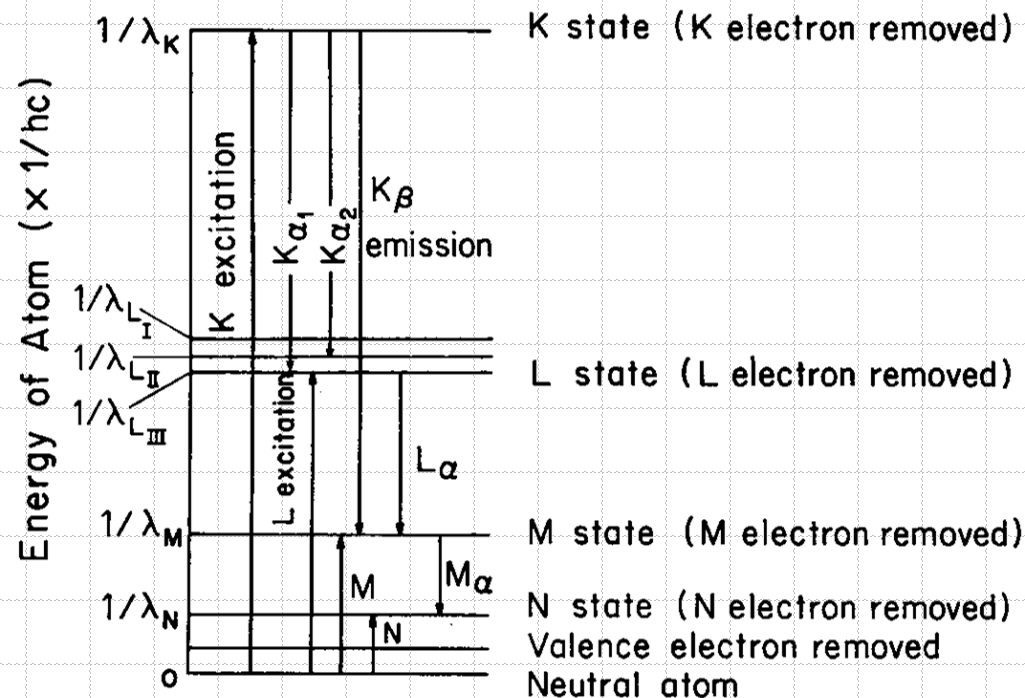 Energy of Atom (x 1/hc)
1/λK
K state (K electron removed)
K excitation
Kα1
Kα2
Kβ
emission
1/λLI
1/λLII
1/λLIII
L state (L electron removed)
L excitation
Lα
1/λM
M state (M electron removed)
M
Mα
1/λN
N state (N electron removed)
N
Valence electron removed
0
Neutral atom